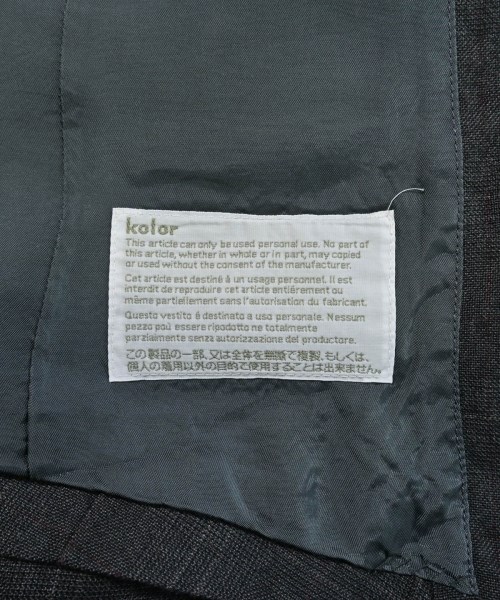 kolor
This article can only be used personal use. No part of
this article, whether in whole or in part, may copied
or used without the consent of the manufacturer.
Cet article est destiné à un usage personnel. Il est
interdit de reproduire cet article entièrement ou
même partiellement sans l'autorisation du fabricant.
Questo vestito é destinato a uso personale. Nessum
pezzo poú essere ripodotto ne totalmente
parzialmente senza autorizzazione del productore.
この製品の一部、又は全体を無断で複製、もしくは、
個人の着用以外の目的で使用することは出来ません。